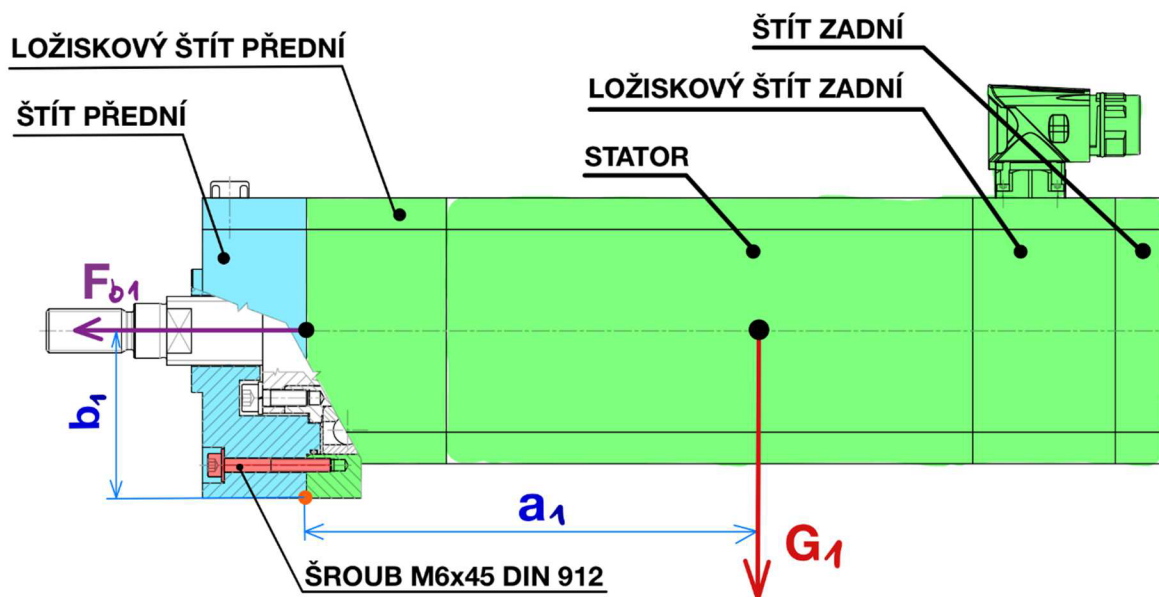 ŠTÍT ZADNÍ
LOŽISKOVÝ ŠTÍT PŘEDNÍ
LOŽISKOVÝ ŠTÍT ZADNÍ
ŠTÍT PŘEDNÍ
STATOR
Fb1
b1
a1
G1
ŠROUB M6x45 DIN 912